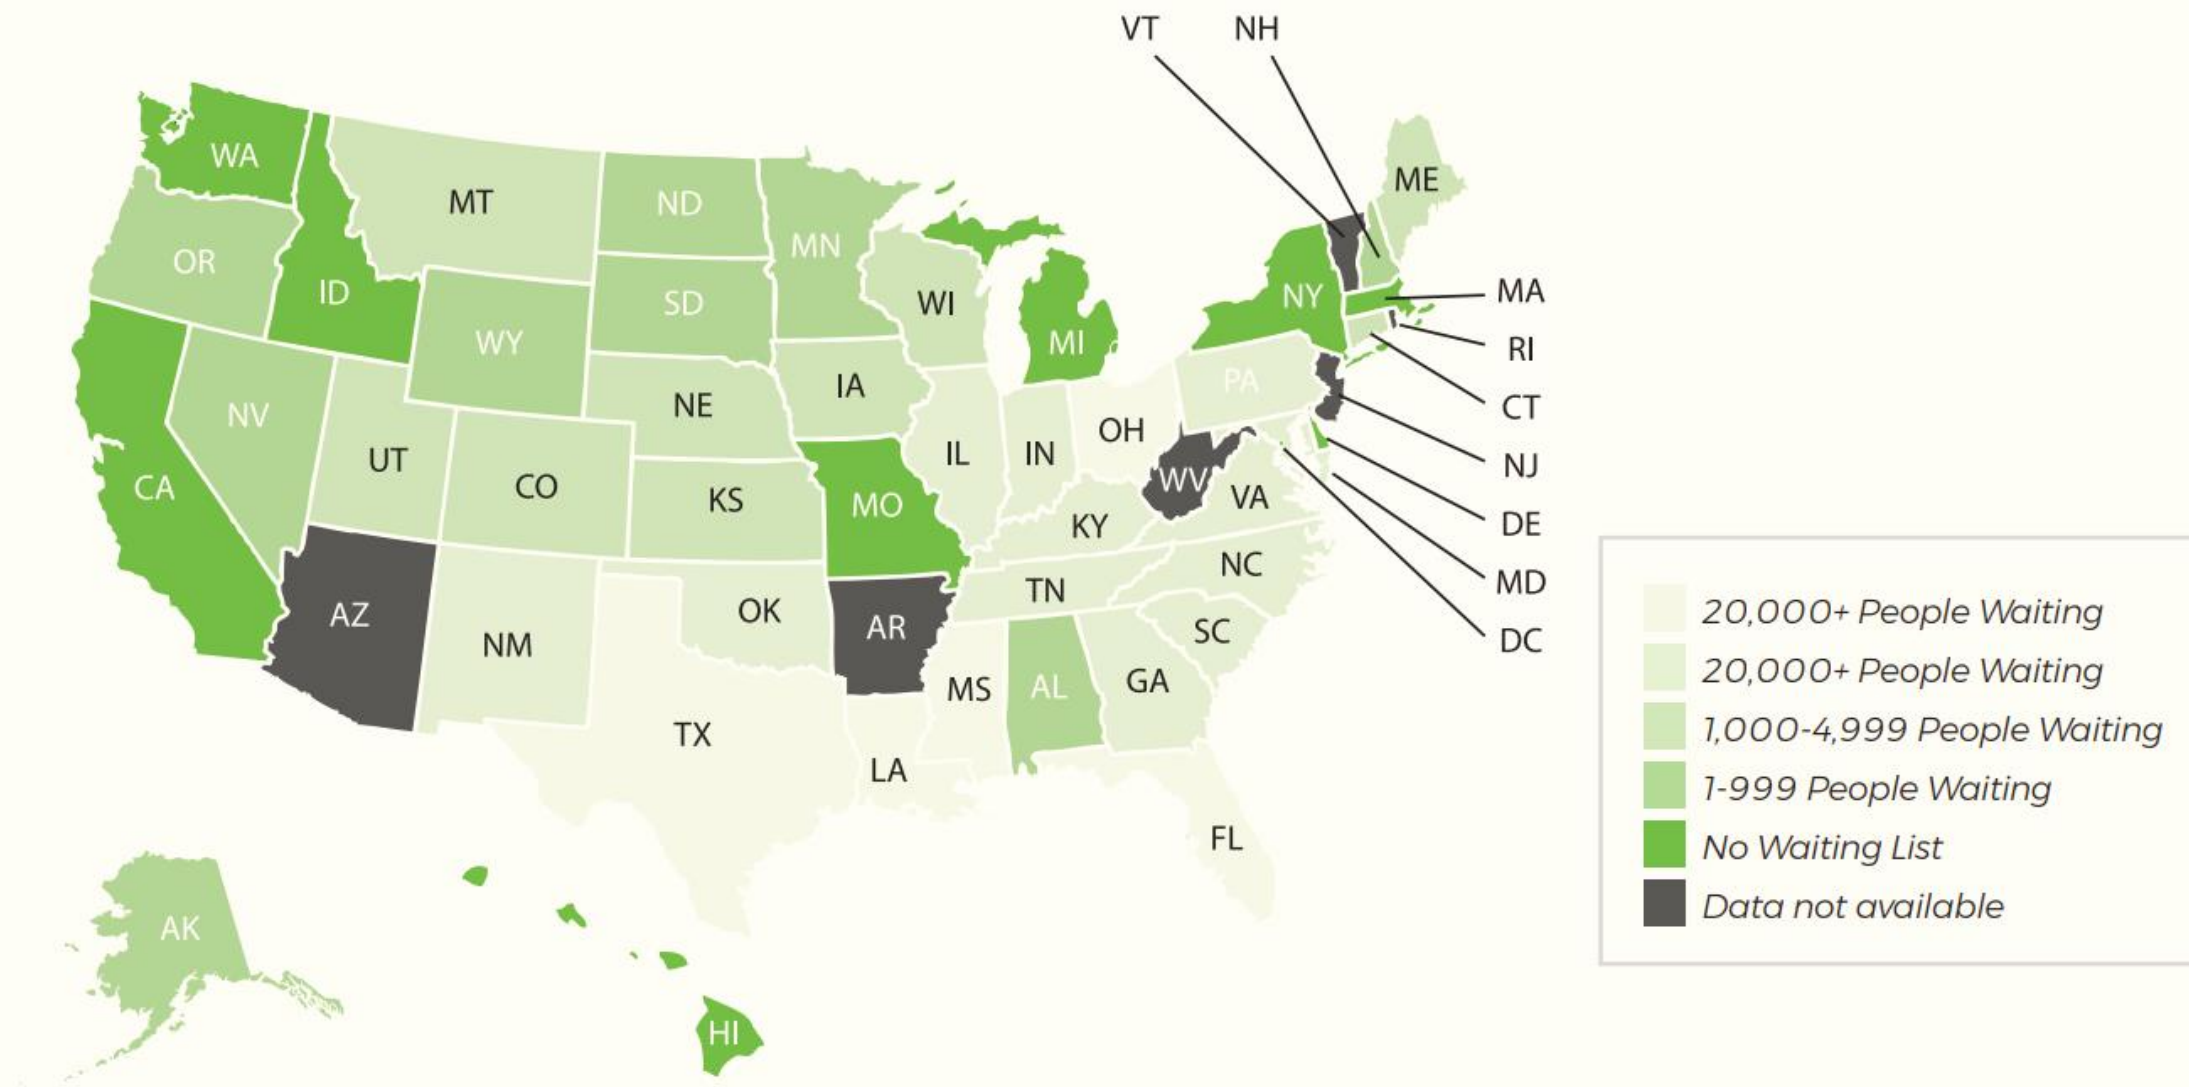 VT
NH
WA
MT
ND
MN
ME
OR
ID
WY
SD
WI
MI
NY
MA
RI
NV
UT
CO
NE
IA
IL
IN
OH
PA
CT
NJ
CA
KS
MO
KY
WV
VA
DE
MD
DC
AZ
NM
OK
AR
TN
NC
SC
TX
LA
MS
AL
GA
FL
AK
HI
20,000+ People Waiting
20,000+ People Waiting
1,000-4,999 People Waiting
1-999 People Waiting
No Waiting List
Data not available